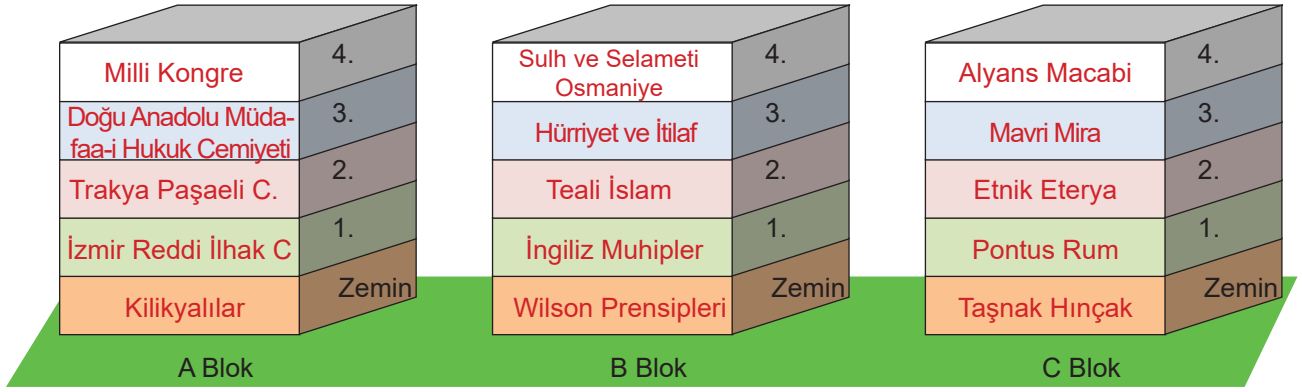 Milli Kongre
4.
Doğu Anadolu Müda-
faa-i Hukuk Cemiyeti
3.
Trakya Paşaeli C.
2.
İzmir Reddi İlhak C
1.
Kilikyalılar
Zemin
A Blok
Sulh ve Selameti
Osmaniye
4.
Hürriyet ve İtilaf
3.
Teali İslam
2.
İngiliz Muhipler
1.
Wilson Prensipleri
Zemin
B Blok
Alyans Macabi
4.
Mavri Mira
3.
Etnik Eterya
2.
Pontus Rum
1.
Taşnak Hınçak
Zemin
C Blok